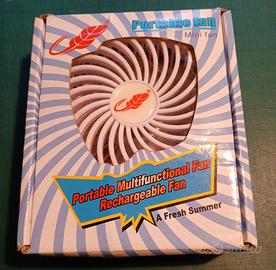 Portable fan
Mini fan
Portable Multifunctional Fan
Rechargeable Fan
A Fresh Summer